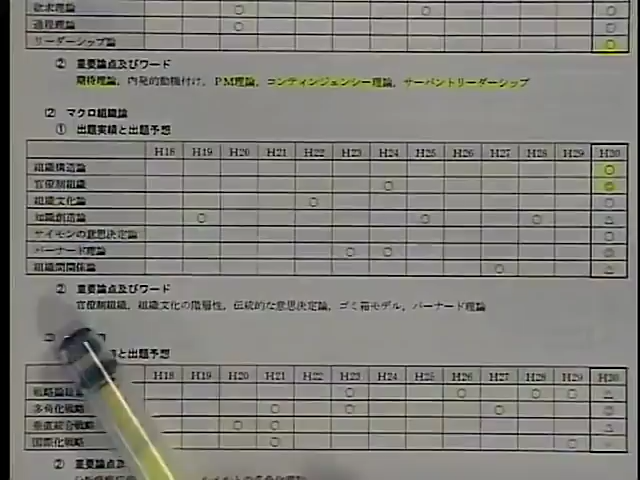 欲求理論 ○ ○ ○
過程理論 ○ ○
リーダーシップ論 ○
② 重要論点及びワード
期待理論，内発的動機付け，PM理論，コンティンジェンシー理論，サーバントリーダーシップ
⑵ マクロ組織論
① 出題実績と出題予想
H18 H19 H20 H21 H22 H23 H24 H25 H26 H27 H28 H29 H30
組織構造論 ○
官僚制組織 ○ ◎
組織文化論 ○ ○
知識創造論 ○ ○ ○ △
サイモンの意思決定論 ○
バーナード理論 ○ ○ ○
組織間関係論 ○ △
② 重要論点及びワード
官僚制組織，組織文化の階層性，伝統的な意思決定論，ゴミ箱モデル，バーナード理論
と出題予想
H18 H19 H20 H21 H22 H23 H24 H25 H26 H27 H28 H29 H30
戦略論 ○ ○ ○ ○ △
多角化戦略 ○ ○ ○
垂直統合戦略 ○ ○ △
国際化戦略 ○ ○
② 重要論点及